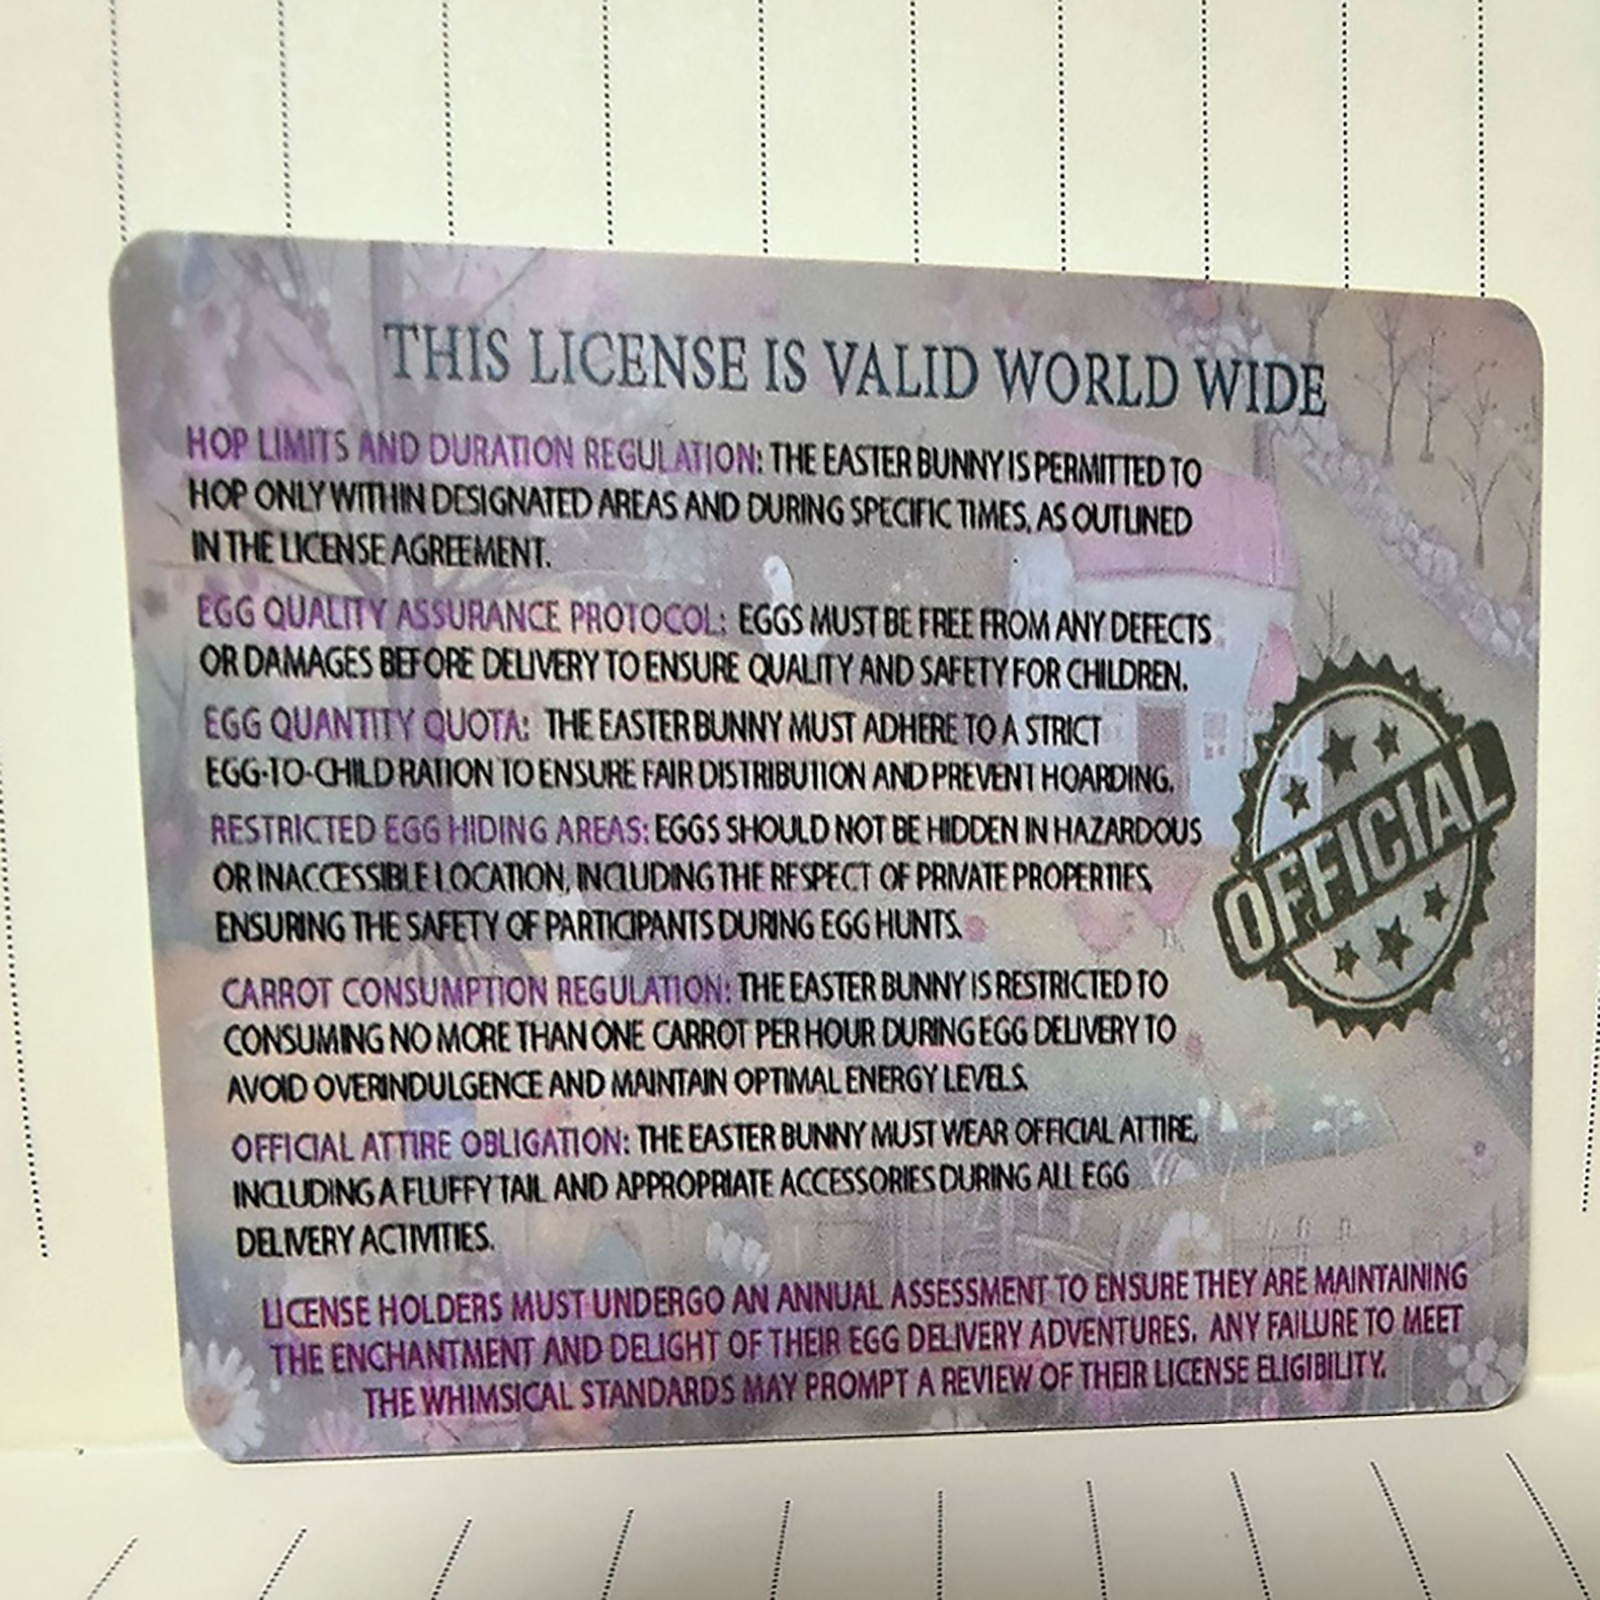 THIS LICENSE IS VALID WORLD WIDE
HOP LIMITS AND DURATION REGULATION: THE EASTER BUNNY IS PERMITTED TO
HOP ONLY WITHIN DESIGNATED AREAS AND DURING SPECIFIC TIMES, AS OUTLINED
IN THE LICENSE AGREEMENT.
EGG QUALITY ASSURANCE PROTOCOL: EGGS MUST BE FREE FROM ANY DEFECTS
OR DAMAGES BEFORE DELIVERY TO ENSURE QUALITY AND SAFETY FOR CHILDREN.
EGG QUANTITY QUOTA: THE EASTER BUNNY MUST ADHERE TO A STRICT
EGG-TO-CHILD RATION TO ENSURE FAIR DISTRIBUTION AND PREVENT HOARDING.
RESTRICTED EGG HIDING AREAS: EGGS SHOULD NOT BE HIDDEN IN HAZARDOUS
OR INACCESSIBLE LOCATION, INCLUDING THE RESPECT OF PRIVATE PROPERTIES,
ENSURING THE SAFETY OF PARTICIPANTS DURING EGG HUNTS.
CARROT CONSUMPTION REGULATION: THE EASTER BUNNY IS RESTRICTED TO
CONSUMING NO MORE THAN ONE CARROT PER HOUR DURING EGG DELIVERY TO
AVOID OVERINDULGENCE AND MAINTAIN OPTIMAL ENERGY LEVELS.
OFFICIAL ATTIRE OBLIGATION: THE EASTER BUNNY MUST WEAR OFFICIAL ATTIRE,
INCLUDING A FLUFFY TAIL AND APPROPRIATE ACCESSORIES DURING ALL EGG
DELIVERY ACTIVITIES.
OFFICIAL
LICENSE HOLDERS MUST UNDERGO AN ANNUAL ASSESSMENT TO ENSURE THEY ARE MAINTAINING
THE ENCHANTMENT AND DELIGHT OF THEIR EGG DELIVERY ADVENTURES. ANY FAILURE TO MEET
THE WHIMSICAL STANDARDS MAY PROMPT A REVIEW OF THEIR LICENSE ELIGIBILITY.